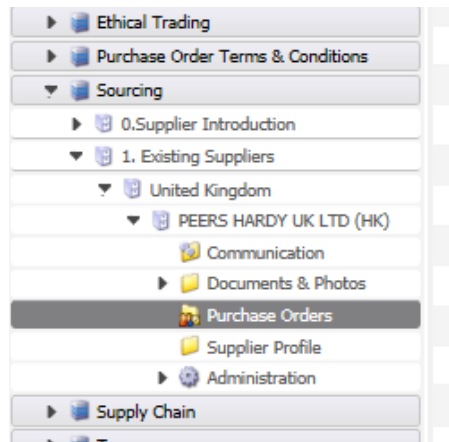 Ethical Trading
Purchase Order Terms & Conditions
Sourcing
0.Supplier Introduction
1. Existing Suppliers
United Kingdom
PEERS HARDY UK LTD (HK)
Communication
Documents & Photos
Purchase Orders
Supplier Profile
Administration
Supply Chain